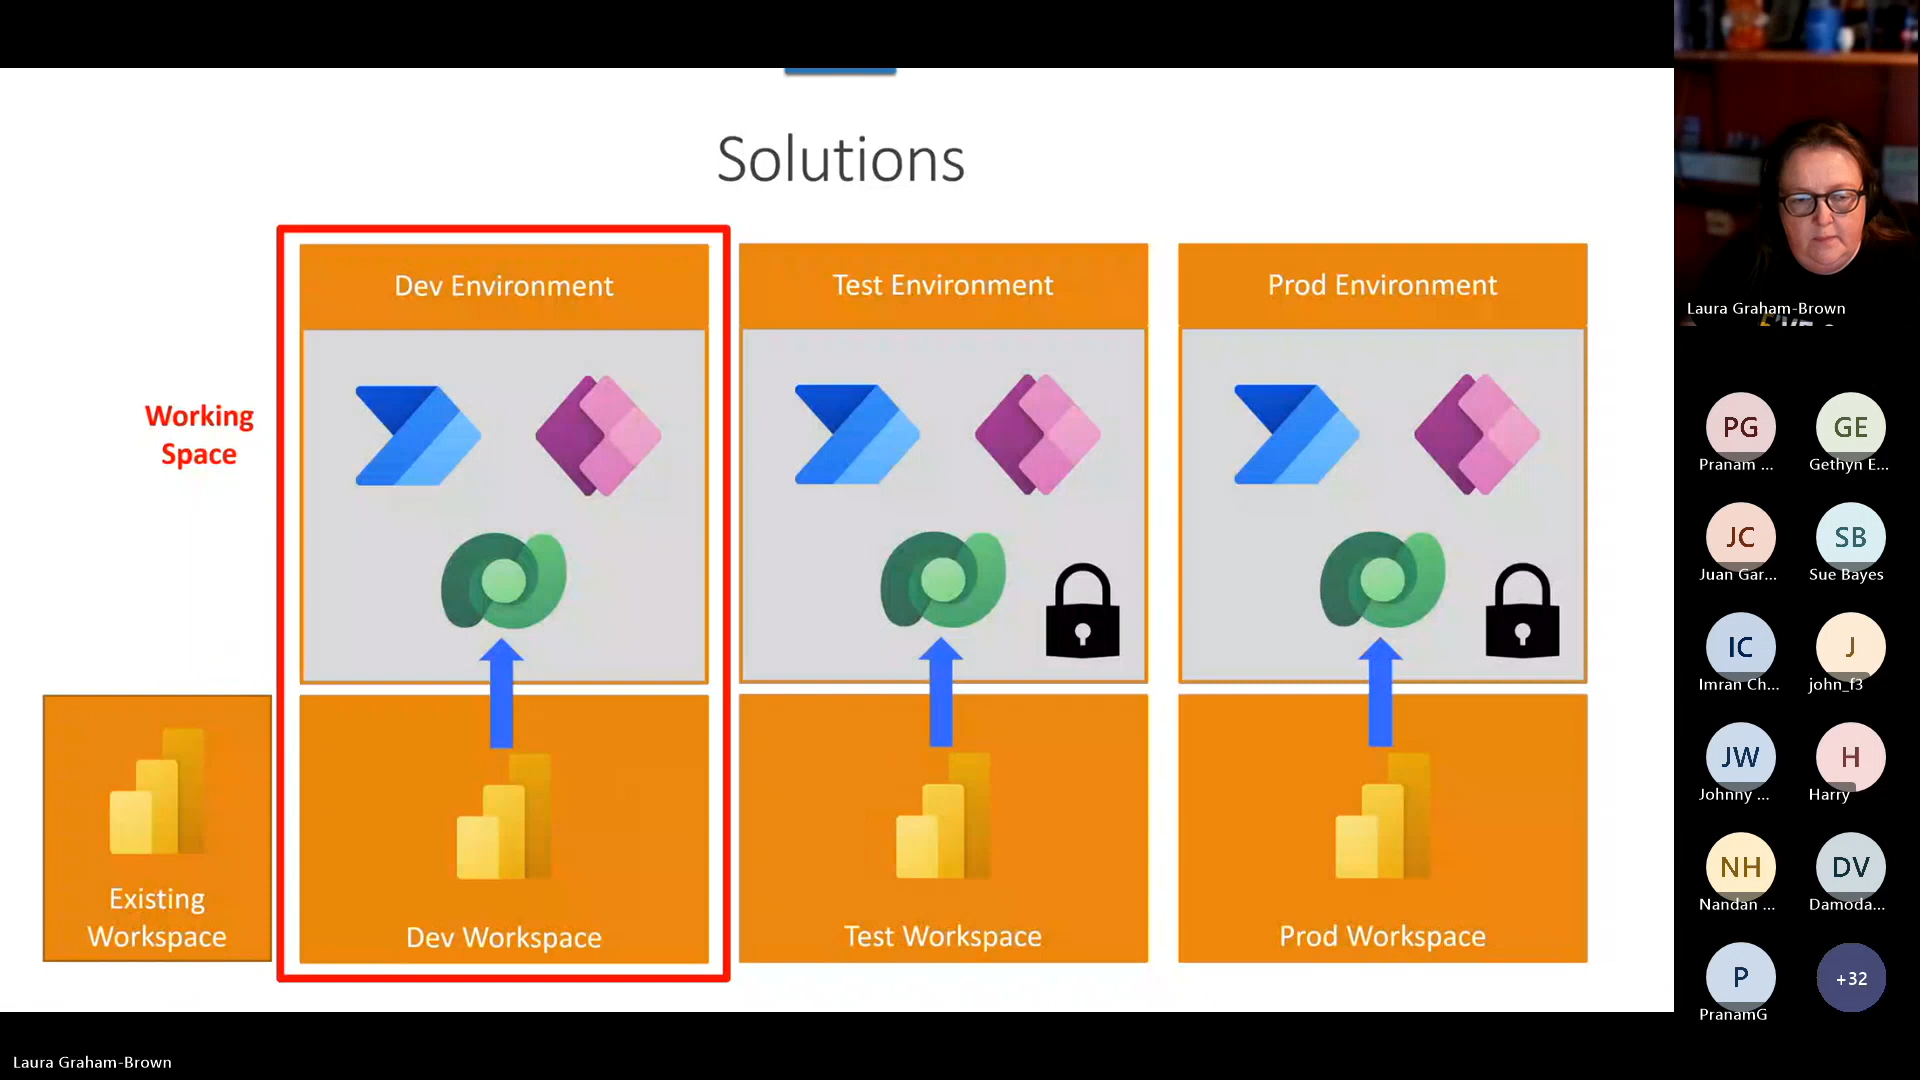 Solutions
Dev Environment
Test Environment
Prod Environment
Working
Space
Existing
Workspace
Dev Workspace
Test Workspace
Prod Workspace
Laura Graham-Brown
PG
Pranam ...
GE
Gethyn E...
JC
Juan Gar...
SB
Sue Bayes
IC
Imran Ch...
J
john_f3
JW
Johnny ...
H
Harry
NH
Nandan ...
DV
Damoda...
P
PranamG
+32
Laura Graham-Brown